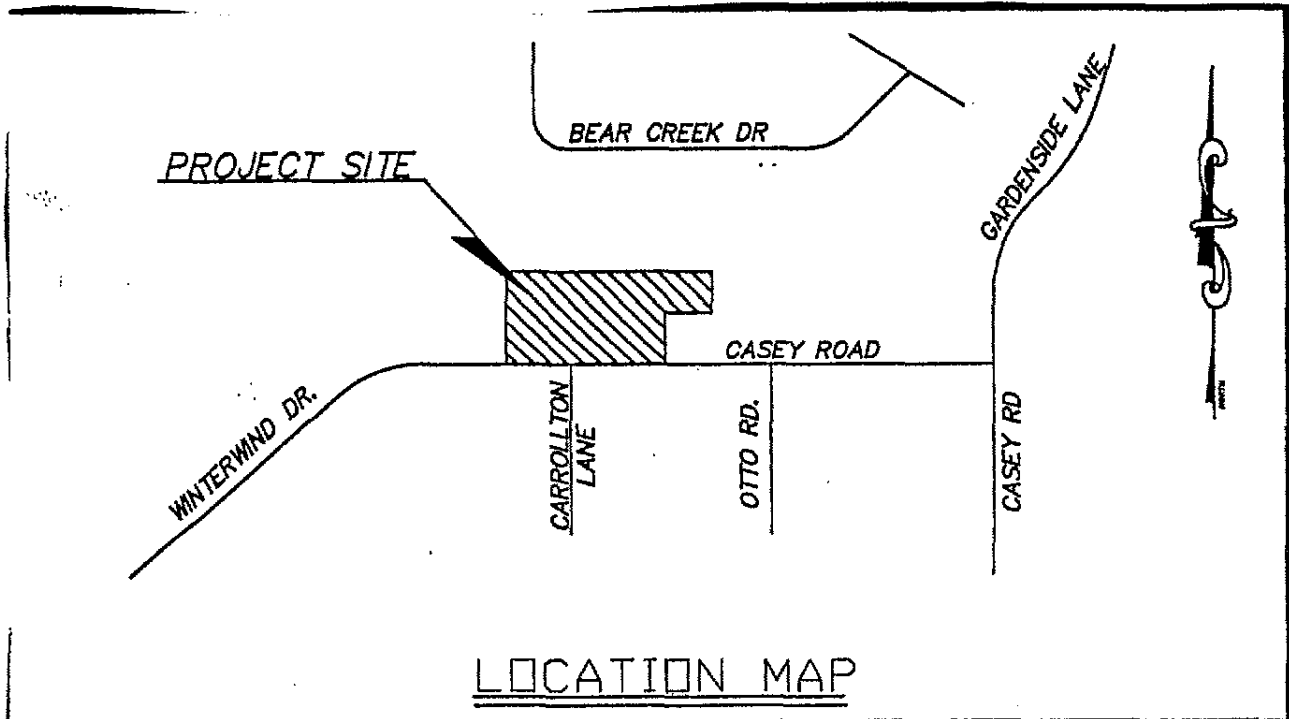 BEAR CREEK DR
PROJECT SITE
GARDENSIDE LANE
CASEY ROAD
WINTERWIND DR.
CARROLLTON
LANE
OTTO RD.
CASEY RD
NORTH
LOCATION MAP